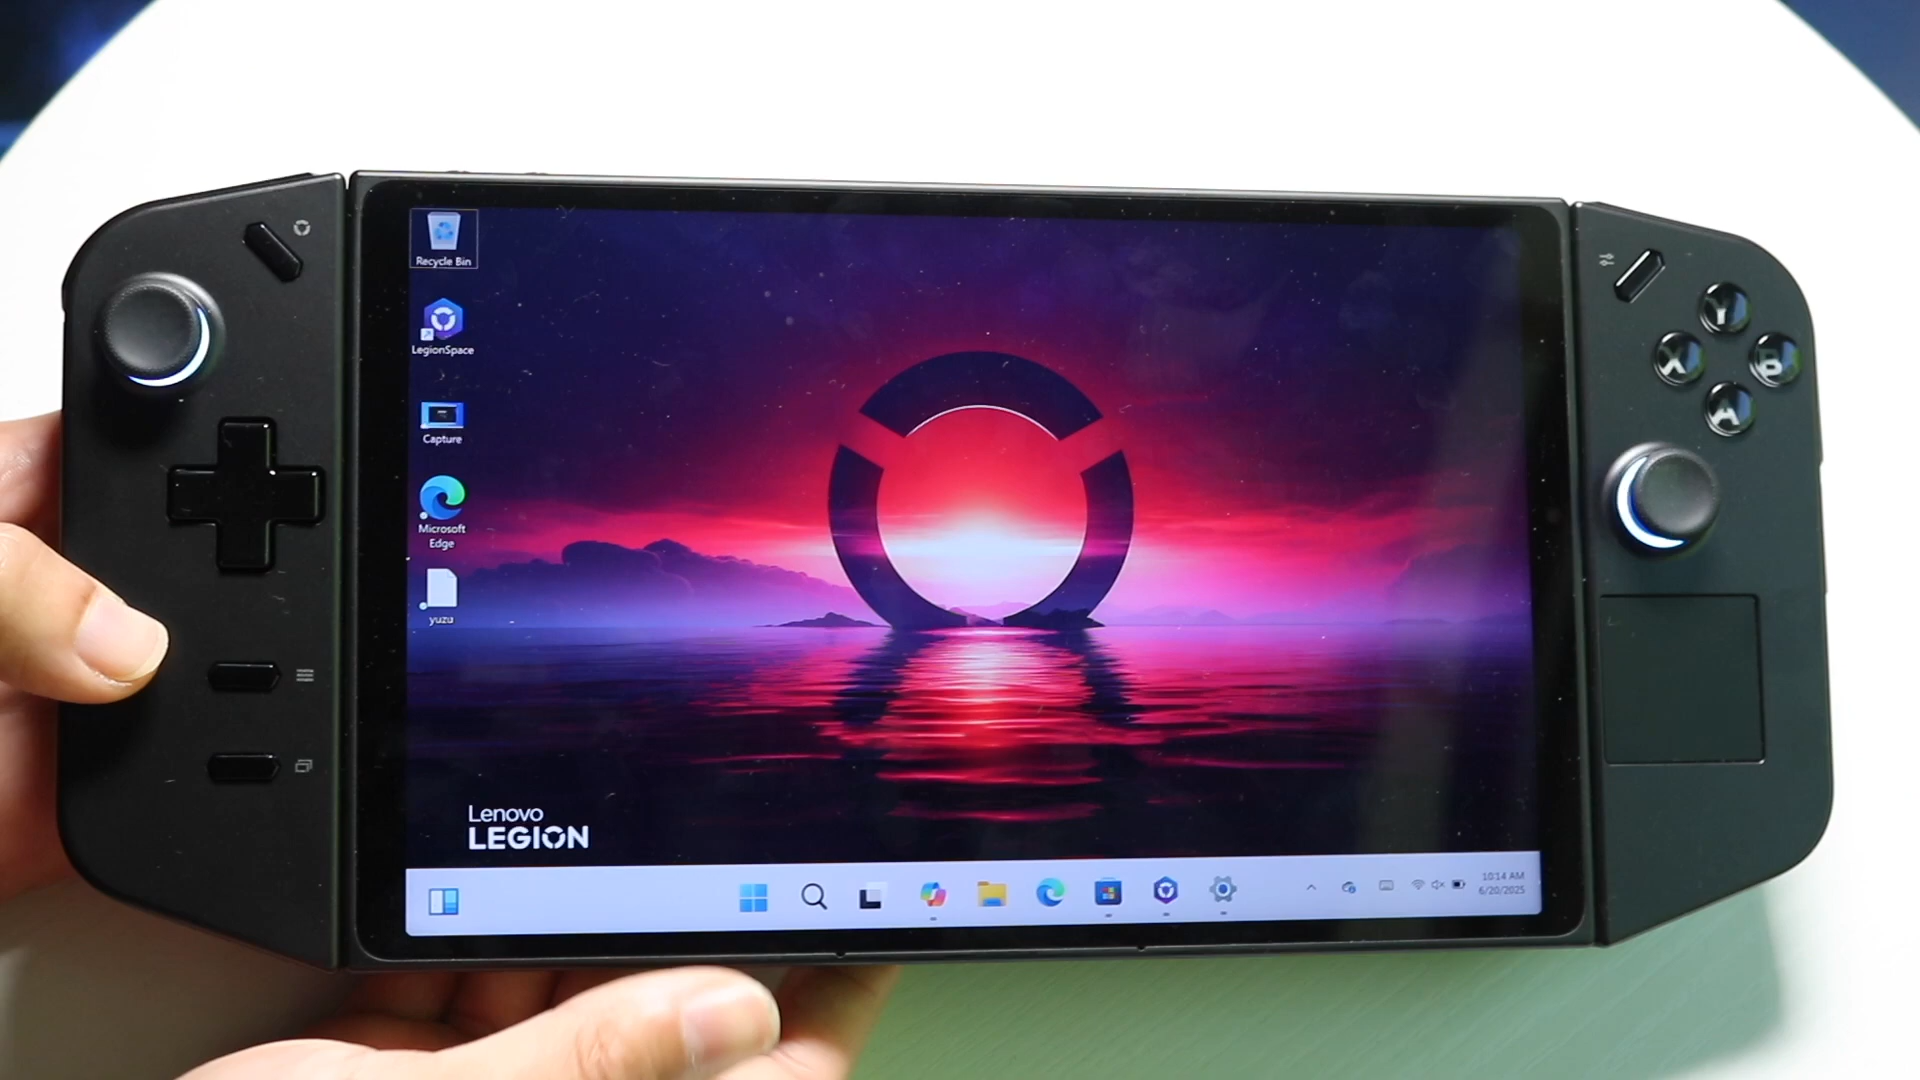 Recycle Bin
LegionSpace
Capture
Microsoft
Edge
yuzu
Lenovo
LEGION
10:14 AM
6/20/2025
Y
X
B
A